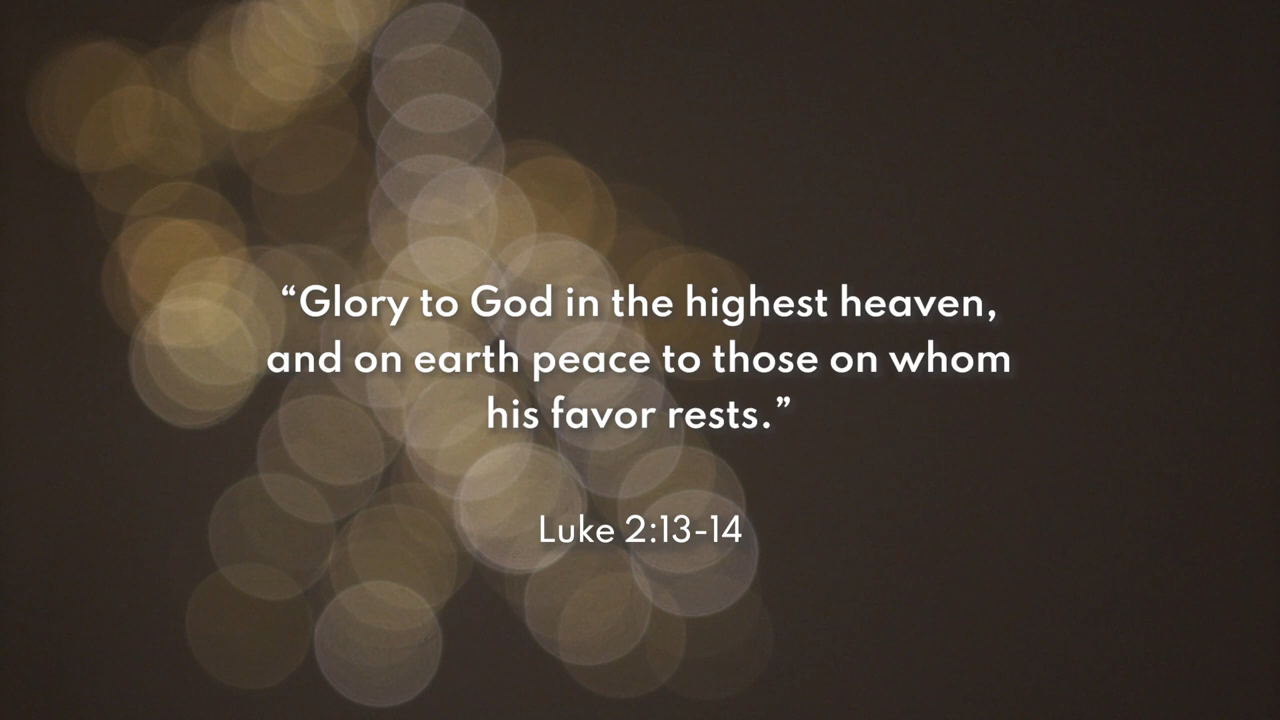 “Glory to God in the highest heaven,
and on earth peace to those on whom
his favor rests.”
Luke 2:13-14